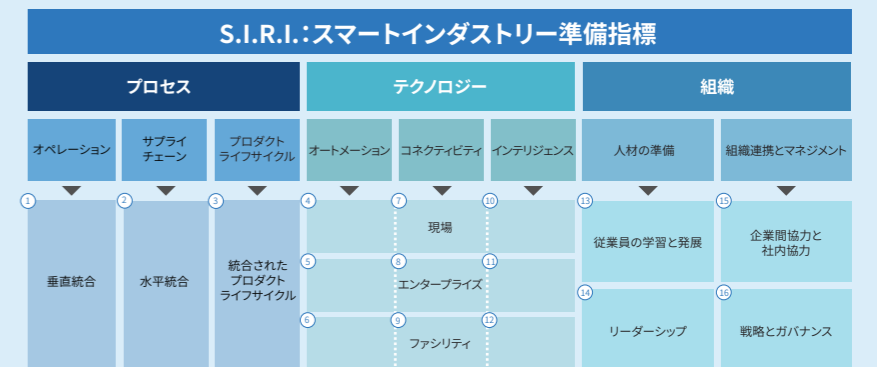 S.I.R.I.：スマートインダストリー準備指標
プロセス
テクノロジー
組織
オペレーション
サプライ
チェーン
プロダクト
ライフサイクル
オートメーション
コネクティビティ
インテリジェンス
人材の準備
組織連携とマネジメント
1
2
3
4
7
10
13
15
垂直統合
水平統合
統合された
プロダクト
ライフサイクル
現場
5
8
11
エンタープライズ
6
9
12
ファシリティ
従業員の学習と発展
企業間協力と
社内協力
14
16
リーダーシップ
戦略とガバナンス